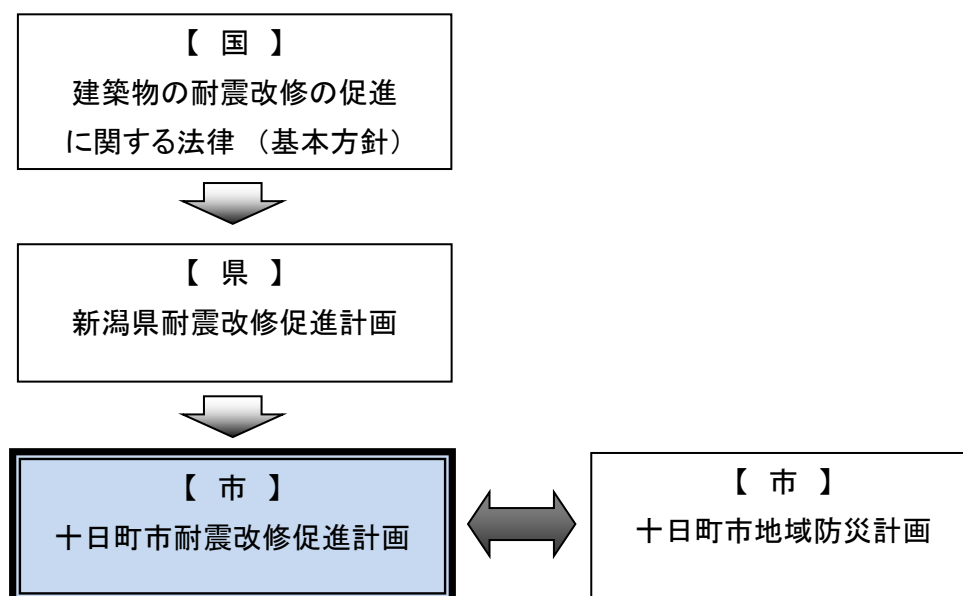 【 国 】
建築物の耐震改修の促進
に関する法律 （基本方針）
【 県 】
新潟県耐震改修促進計画
【 市 】
十日町市耐震改修促進計画
【 市 】
十日町市地域防災計画